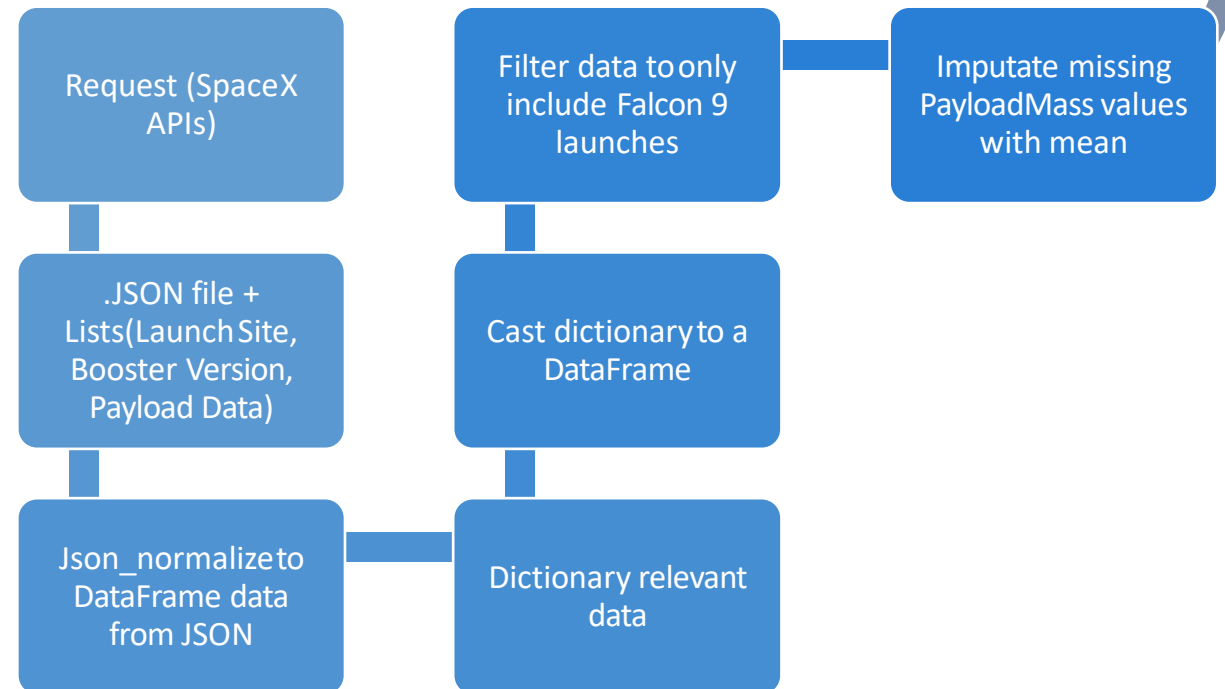 Request (SpaceX
APIs)
.JSON file +
Lists(Launch Site,
Booster Version,
Payload Data)
Json_normalize to
DataFrame data
from JSON
Dictionary relevant
data
Cast dictionary to a
DataFrame
Filter data to only
include Falcon 9
launches
Imputate missing
PayloadMass values
with mean